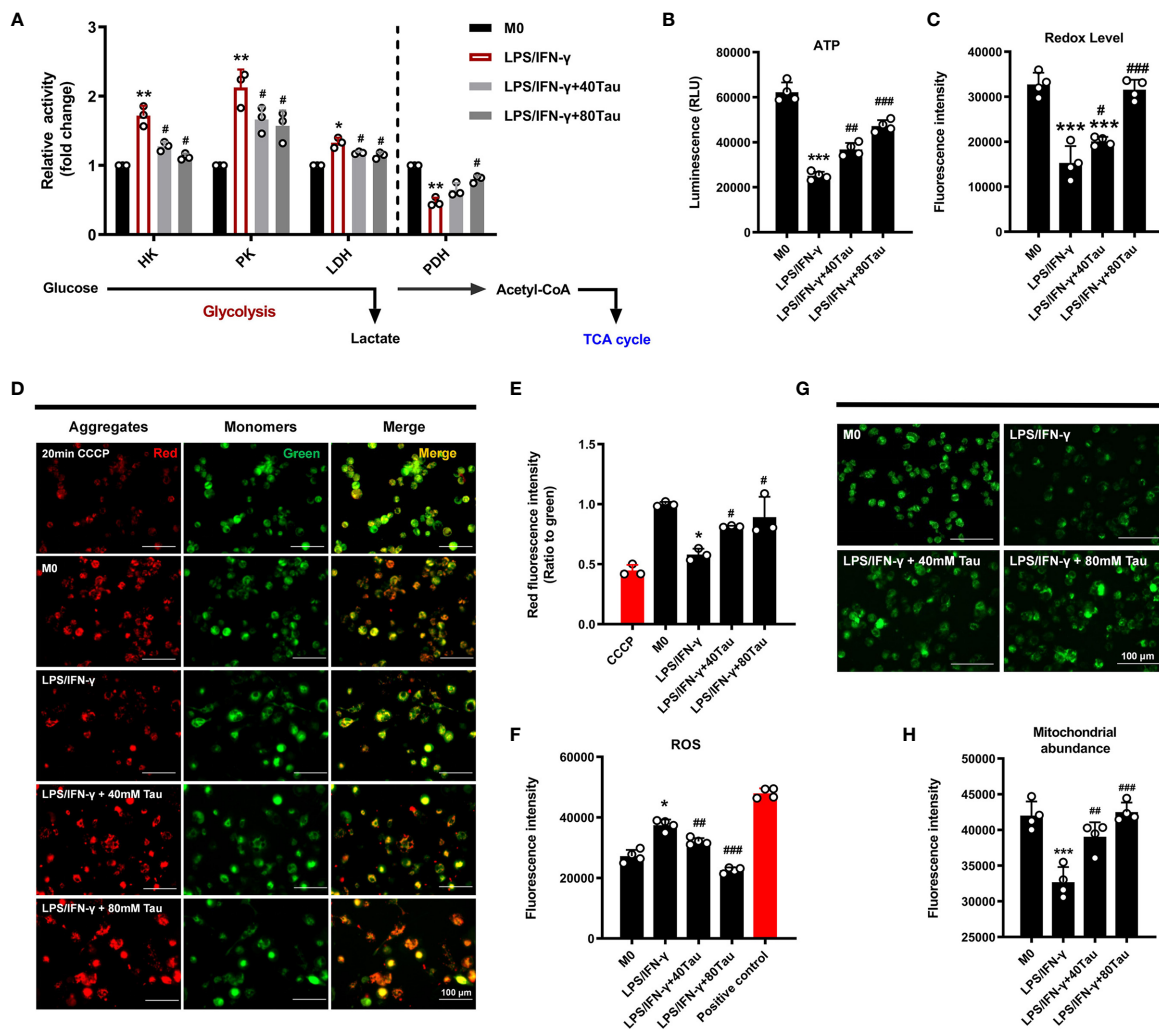 A
3
2
1
0
Relative activity
(fold change)
**
#
#
**
#
#
*
#
#
**
#
M0
LPS/IFN-γ
LPS/IFN-γ+40Tau
LPS/IFN-γ+80Tau
HK
PK
LDH
PDH
Glucose
Glycolysis
Lactate
Acetyl-CoA
TCA cycle
B
ATP
80000
60000
40000
20000
0
Luminescence (RLU)
***
##
###
M0
LPS/IFN-γ
LPS/IFN-γ+40Tau
LPS/IFN-γ+80Tau
C
Redox Level
40000
30000
20000
10000
0
Fluorescence intensity
***
#
***
###
M0
LPS/IFN-γ
LPS/IFN-γ+40Tau
LPS/IFN-γ+80Tau
D
Aggregates Monomers Merge
20min CCCP Red Green Merge
M0
LPS/IFN-γ
LPS/IFN-γ + 40mM Tau
LPS/IFN-γ + 80mM Tau
100 μm
E
1.5
1.0
0.5
0.0
Red fluorescence intensity
(Ratio to green)
*
#
#
CCCP
M0
LPS/IFN-γ
LPS/IFN-γ+40Tau
LPS/IFN-γ+80Tau
F
ROS
60000
40000
20000
0
Fluorescence intensity
*
##
###
M0
LPS/IFN-γ
LPS/IFN-γ+40Tau
LPS/IFN-γ+80Tau
Positive control
G
M0 LPS/IFN-γ
LPS/IFN-γ + 40mM Tau LPS/IFN-γ + 80mM Tau
100 μm
H
Mitochondrial
abundance
50000
45000
40000
35000
30000
25000
Fluorescence intensity
***
##
###
M0
LPS/IFN-γ
LPS/IFN-γ+40Tau
LPS/IFN-γ+80Tau